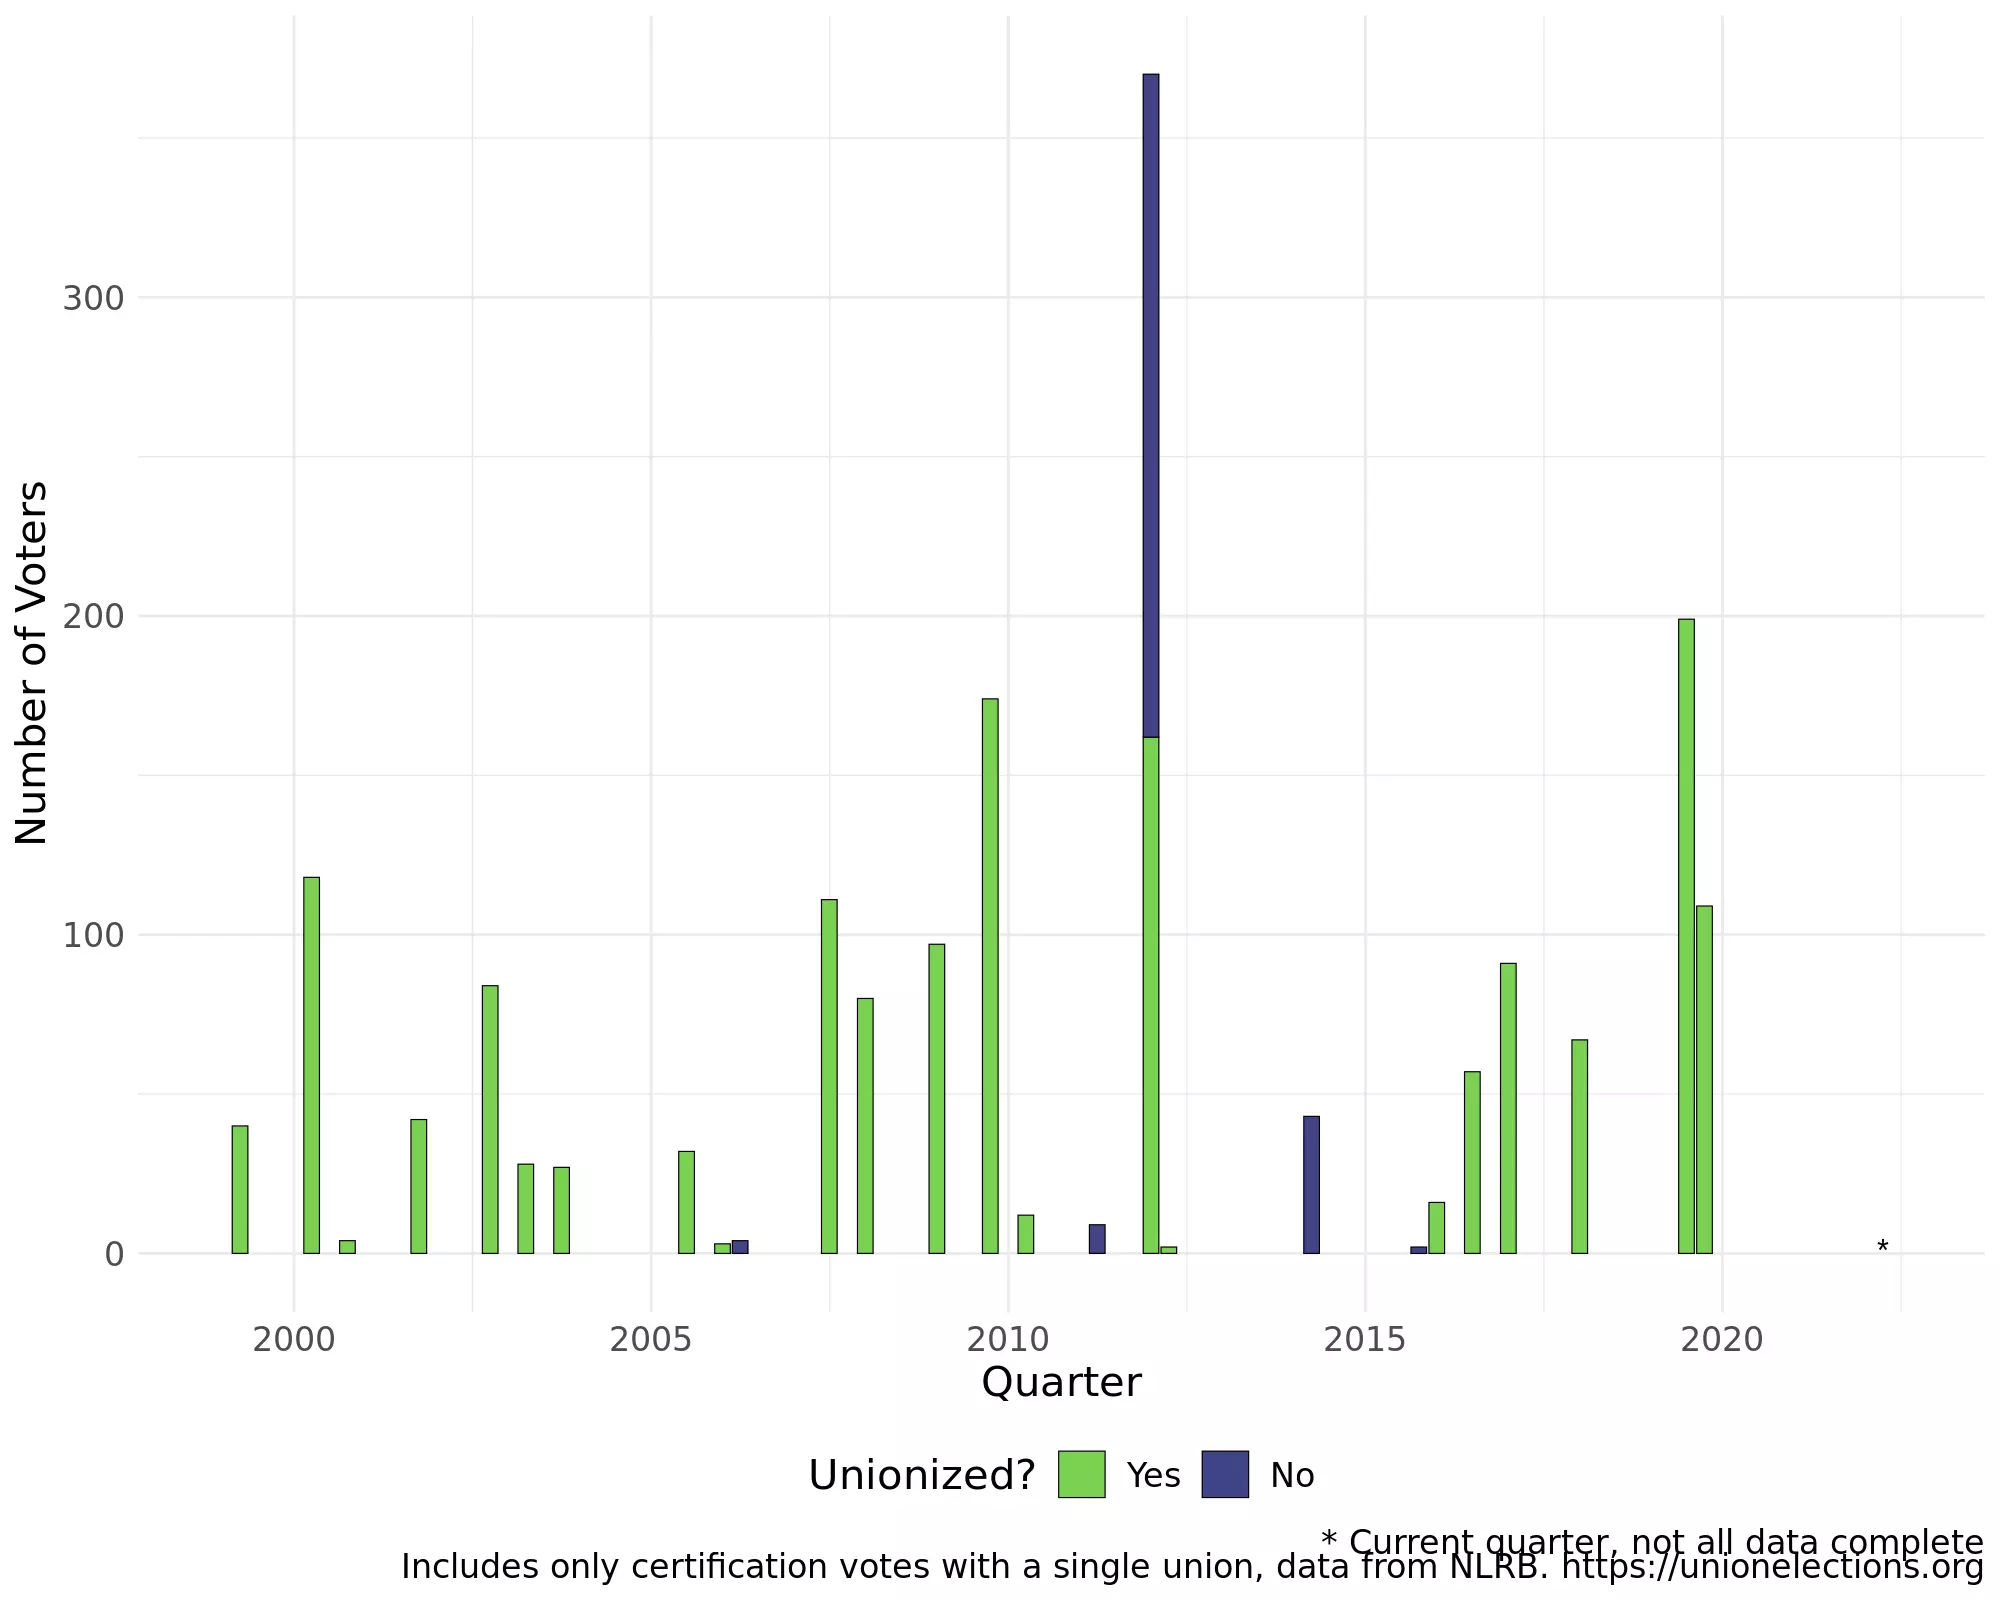 Number of Voters
300
200
100
0
*
2000 2005 2010 2015 2020
Quarter
Unionized? Yes No
* Current quarter, not all data complete
Includes only certification votes with a single union, data from NLRB. https://unionelections.org